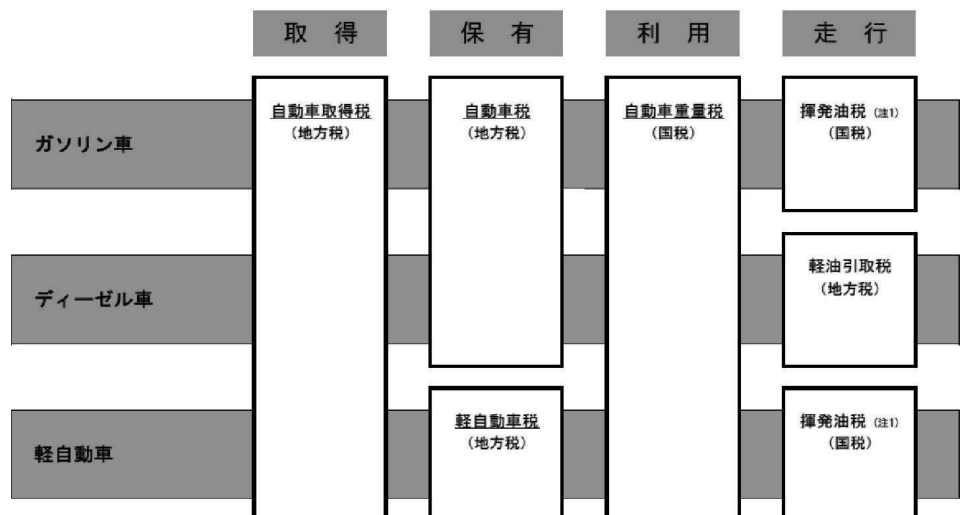 取 得 保 有 利 用 走 行
ガソリン車
自動車取得税
(地方税)
自動車税
(地方税)
自動車重量税
(国税)
揮発油税 (注1)
(国税)
ディーゼル車
軽油引取税
(地方税)
軽自動車
軽自動車税
(地方税)
揮発油税 (注1)
(国税)